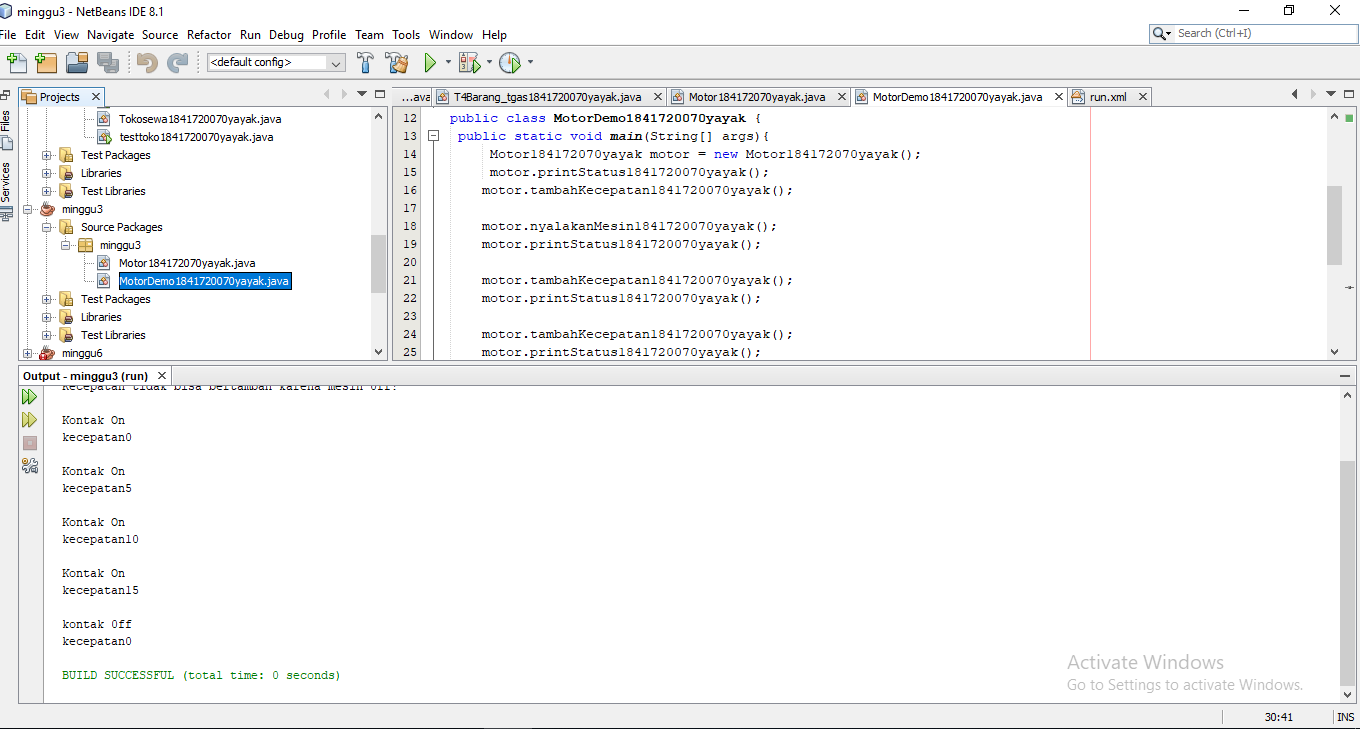 minggu3 - NetBeans IDE 8.1
File Edit View Navigate Source Refactor Run Debug Profile Team Tools Window Help
Search (Ctrl+I)
<default config>
Files
Services
Projects
Tokosewa1841720070yayak.java
testtoko1841720070yayak.java
Test Packages
Libraries
Test Libraries
minggu3
Source Packages
minggu3
Motor184172070yayak.java
MotorDemo1841720070yayak.java
Test Packages
Libraries
Test Libraries
minggu6
...ava T4Barang_tgas1841720070yayak.java Motor184172070yayak.java MotorDemo1841720070yayak.java run.xml
12 public class MotorDemo1841720070yayak {
13 public static void main(String[] args){
14 Motor184172070yayak motor = new Motor184172070yayak();
15 motor.printStatus1841720070yayak();
16 motor.tambahKecepatan1841720070yayak();
17
18 motor.nyalakanMesin1841720070yayak();
19 motor.printStatus1841720070yayak();
20
21 motor.tambahKecepatan1841720070yayak();
22 motor.printStatus1841720070yayak();
23
24 motor.tambahKecepatan1841720070yayak();
25 motor.printStatus1841720070yayak();
Output - minggu3 (run)
Kecepatan tidak bisa bertambah karena mesin off!
Kontak On
kecepatan0
Kontak On
kecepatan5
Kontak On
kecepatan10
Kontak On
kecepatan15
kontak Off
kecepatan0
BUILD SUCCESSFUL (total time: 0 seconds)
Activate Windows
Go to Settings to activate Windows.
30:41 INS